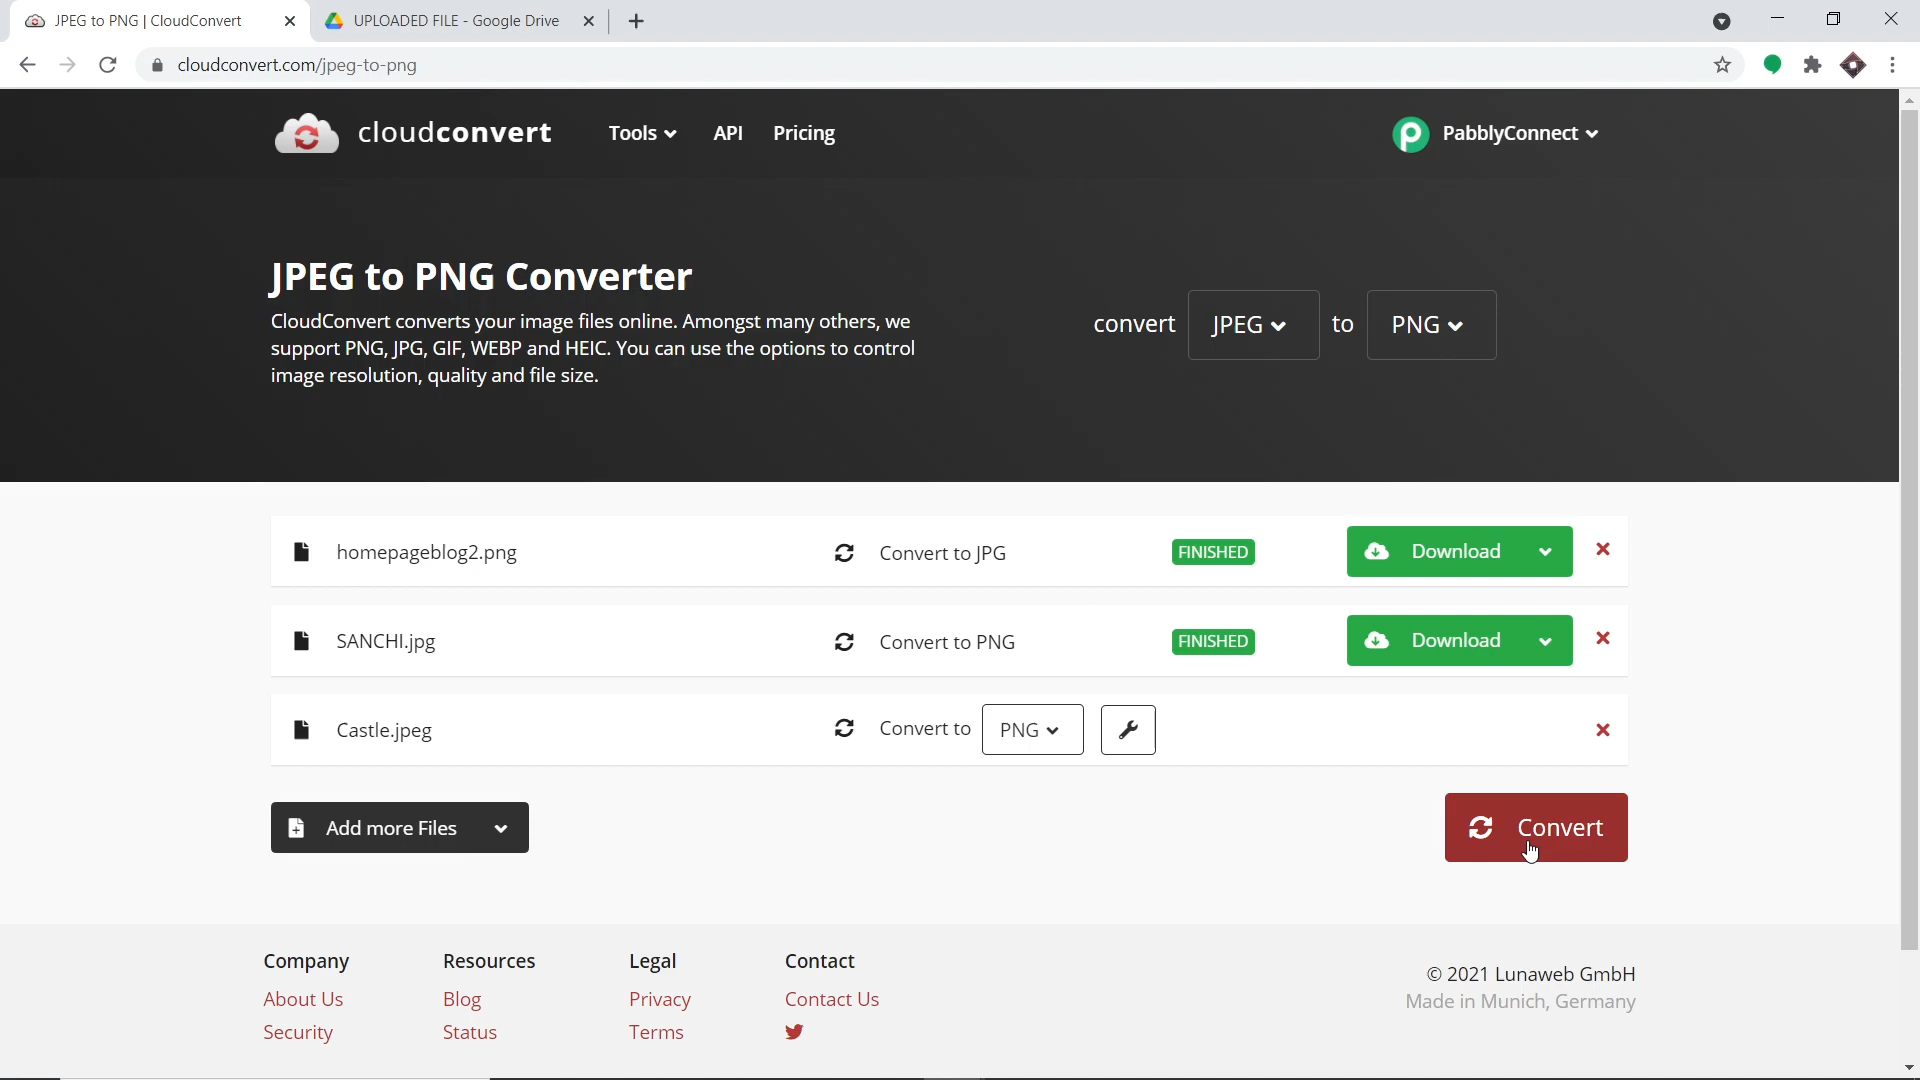 JPEG to PNG | CloudConvert
UPLOADED FILE - Google Drive
cloudconvert.com/jpeg-to-png
cloudconvert
Tools
API
Pricing
PabblyConnect
JPEG to PNG Converter
CloudConvert converts your image files online. Amongst many others, we
support PNG, JPG, GIF, WEBP and HEIC. You can use the options to control
image resolution, quality and file size.
convert JPEG to PNG
homepageblog2.png Convert to JPG FINISHED Download
SANCHI.jpg Convert to PNG FINISHED Download
Castle.jpeg Convert to PNG
Add more Files
Convert
Company
About Us
Security
Resources
Blog
Status
Legal
Privacy
Terms
Contact
Contact Us
© 2021 Lunaweb GmbH
Made in Munich, Germany